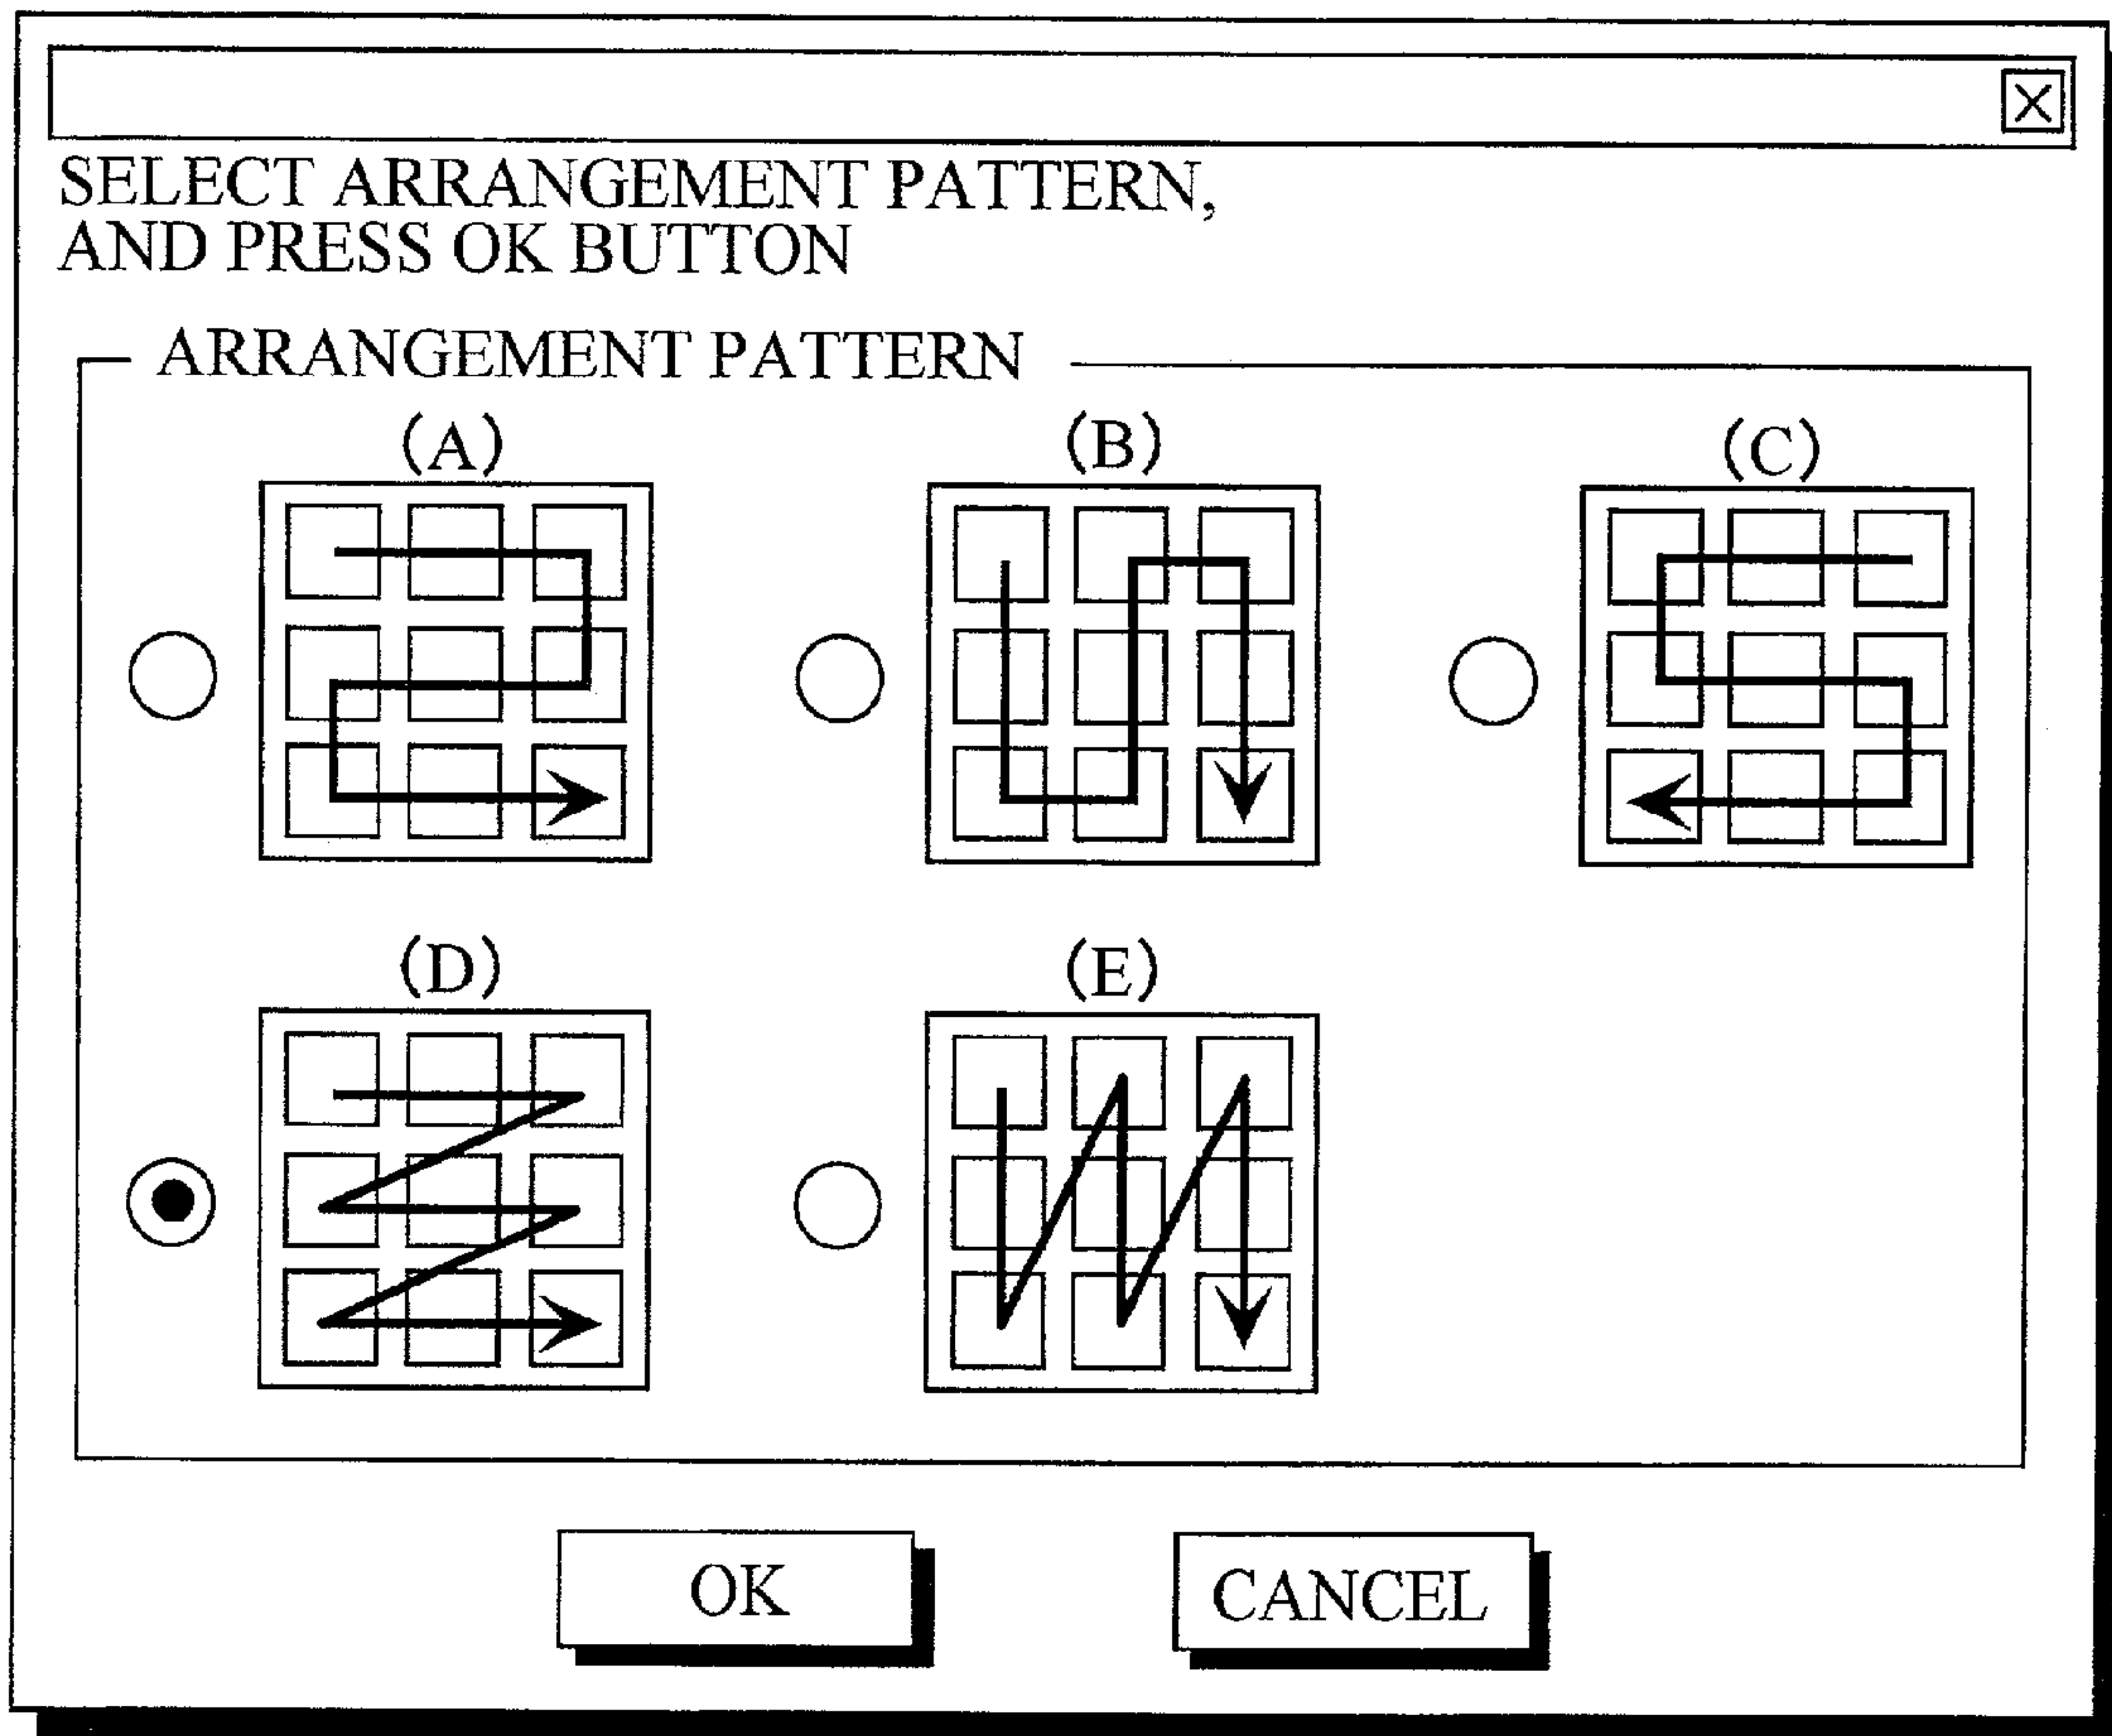 SELECT ARRANGEMENT PATTERN,
AND PRESS OK BUTTON
ARRANGEMENT PATTERN
(A)
(B)
(C)
(D)
(E)
OK
CANCEL